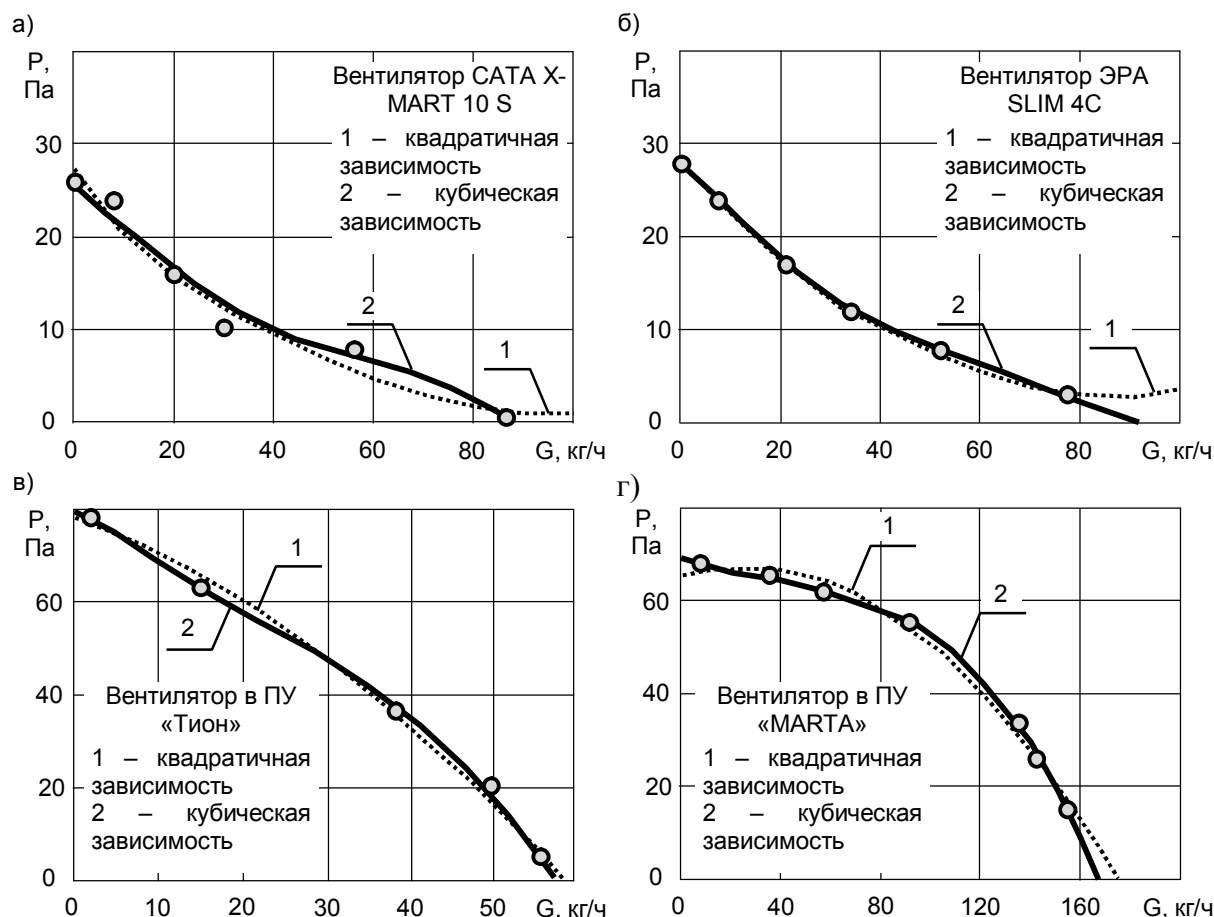 а)
Р,
Па
30
20
10
0
Вентилятор CATA X-
MART 10 S
1 – квадратичная
зависимость
2 – кубическая
зависимость
2
1
0
20
40
60
80
G, кг/ч
б)
Р,
Па
30
20
10
0
Вентилятор ЭРА
SLIM 4C
1 – квадратичная
зависимость
2 – кубическая
зависимость
2
1
0
20
40
60
80
G, кг/ч
в)
Р,
Па
60
40
20
0
1
2
Вентилятор в ПУ
«Тион»
1 – квадратичная
зависимость
2 – кубическая
зависимость
0
10
20
30
40
50
G, кг/ч
г)
Р,
Па
60
40
20
0
1
2
Вентилятор в ПУ
«MARTA»
1 – квадратичная
зависимость
2 – кубическая
зависимость
0
40
80
120
160
G, кг/ч